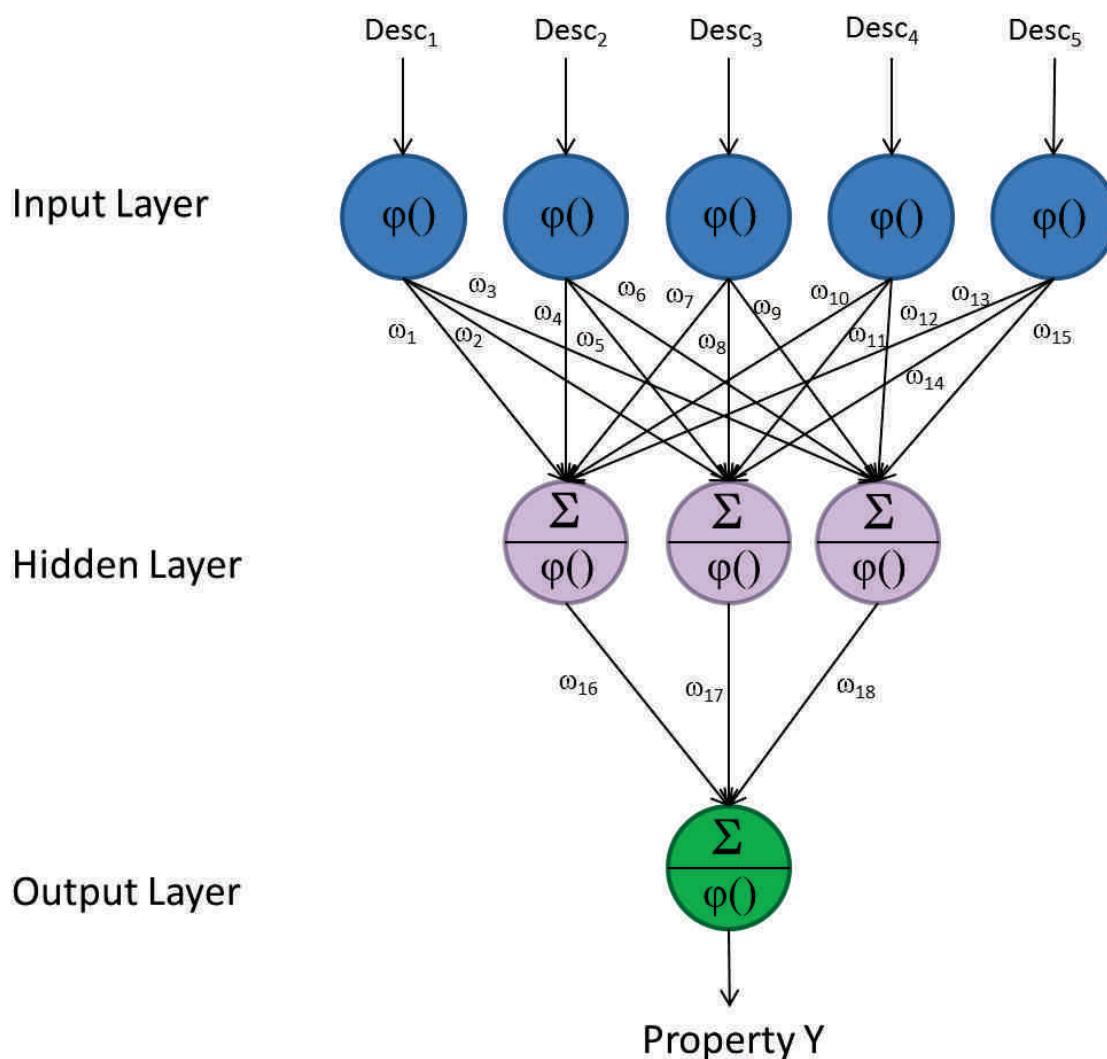 Desc₁ Desc₂ Desc₃ Desc₄ Desc₅
Input Layer
φ() φ() φ() φ() φ()
ω₃ ω₆ ω₇ ω₁₀ ω₁₃
ω₁ ω₂ ω₄ ω₅ ω₈ ω₉ ω₁₁ ω₁₂ ω₁₅
ω₁₄
Σ Σ Σ
Hidden Layer
φ() φ() φ()
ω₁₆ ω₁₇ ω₁₈
Σ
Output Layer
φ()
Property Y